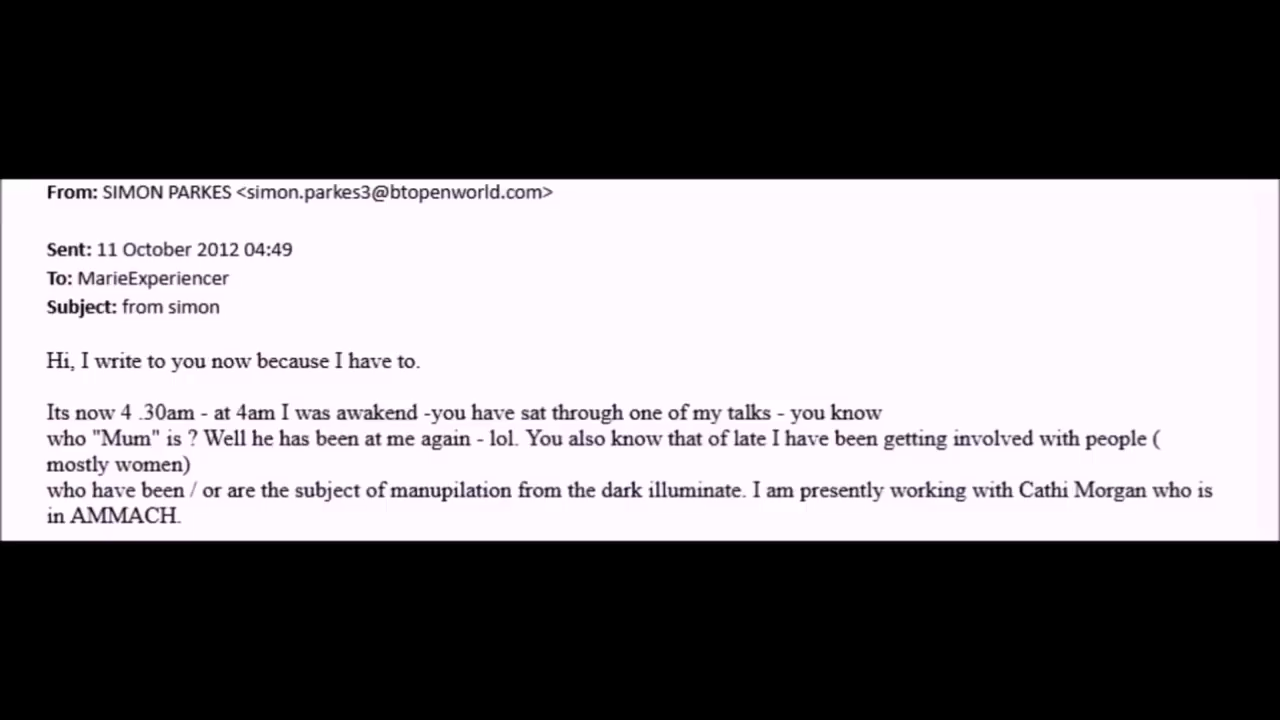 From: SIMON PARKES <simon.parkes3@btopenworld.com>
Sent: 11 October 2012 04:49
To: MarieExperiencer
Subject: from simon
Hi, I write to you now because I have to.
Its now 4 .30am - at 4am I was awakend -you have sat through one of my talks - you know
who "Mum" is ? Well he has been at me again - lol. You also know that of late I have been getting involved with people (
mostly women)
who have been / or are the subject of manupilation from the dark illuminate. I am presently working with Cathi Morgan who is
in AMMACH.